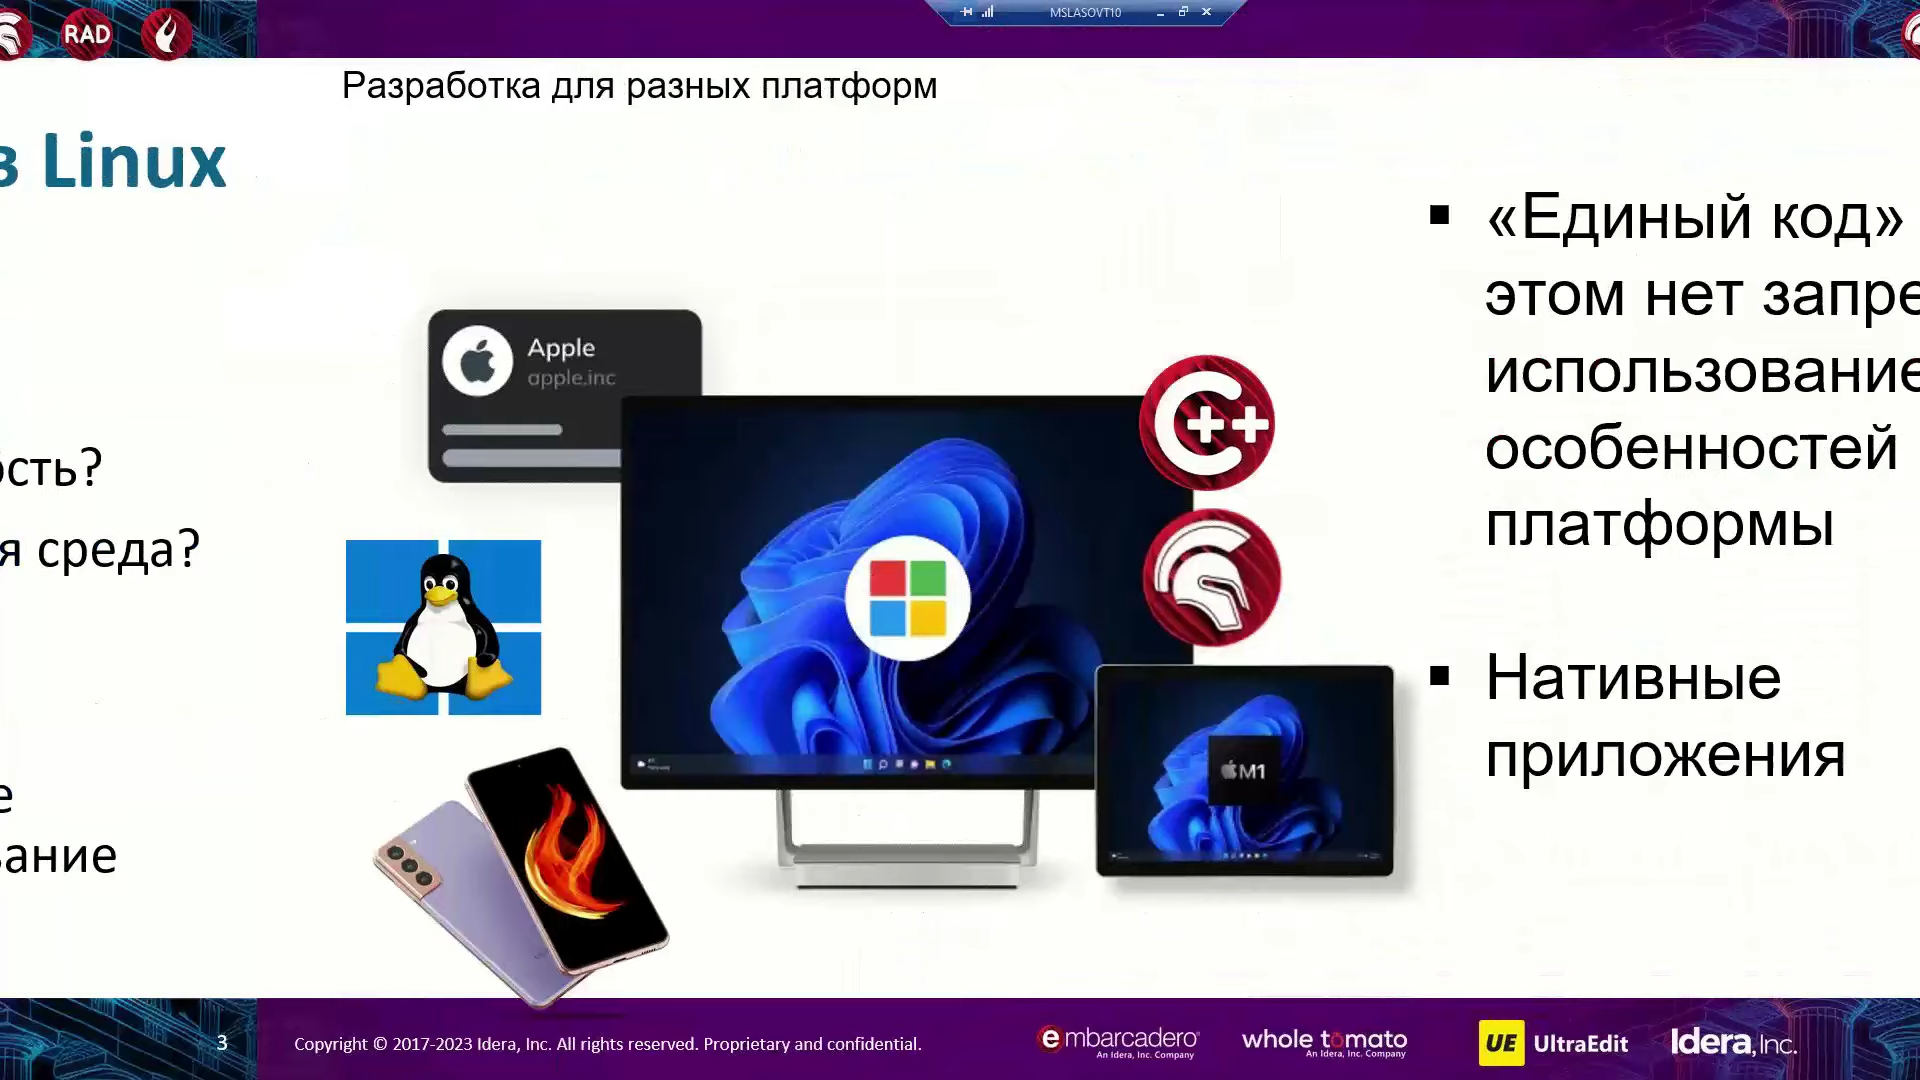 RAD
MSLASOVT10
Разработка для разных платформ
в Linux
ость?
я среда?
е
вание
Apple
apple.inc
C++
M1
«Единый код»
этом нет запре
использование
особенностей
платформы
Нативные
приложения
3
Copyright © 2017-2023 Idera, Inc. All rights reserved. Proprietary and confidential.
embarcadero
An Idera, Inc. Company
whole tomato
An Idera, Inc. Company
UE UltraEdit
Idera, Inc.